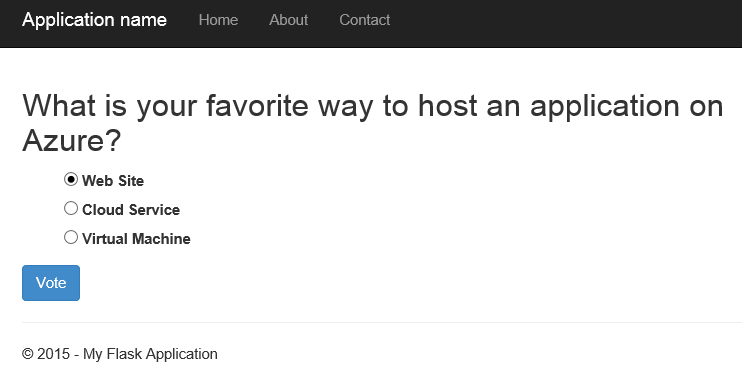 Application name Home About Contact
What is your favorite way to host an application on
Azure?
Web Site
Cloud Service
Virtual Machine
Vote
© 2015 - My Flask Application